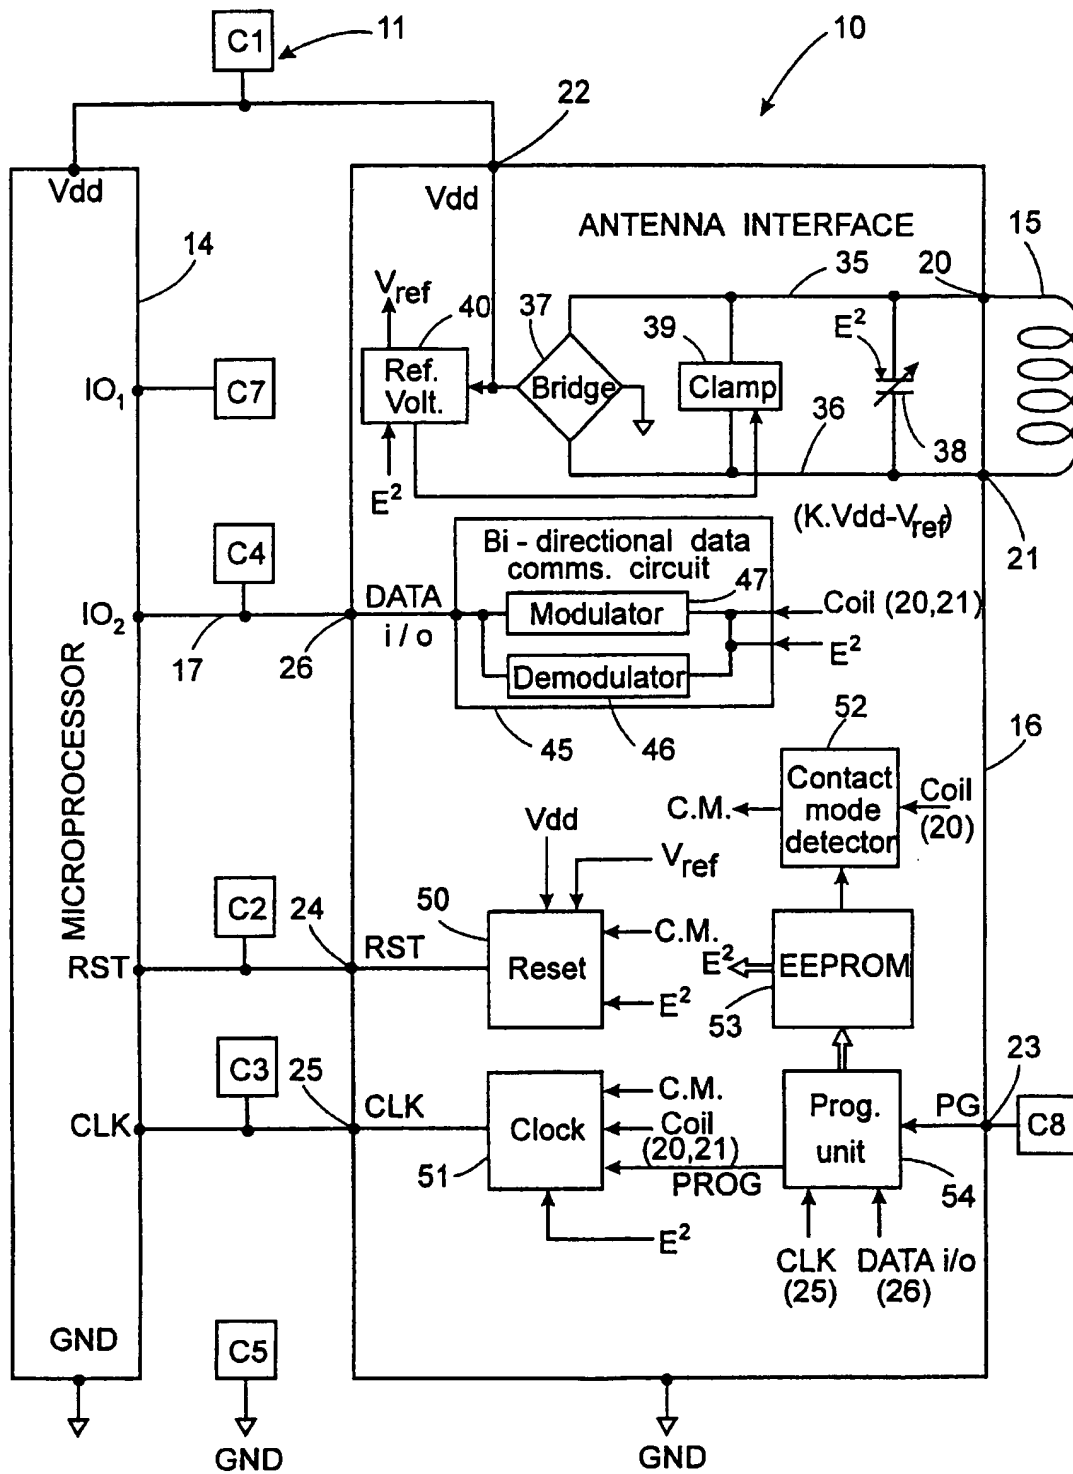 C1
11
10
22
Vdd
Vdd
14
ANTENNA INTERFACE
15
35
20
V_ref
40
37
39
E²
Ref.
Volt.
Bridge
Clamp
IO₁
C7
36
38
E²
(K.Vdd-V_ref)
21
Bi - directional data
comms. circuit
C4
47
IO₂
17
26
DATA
i / o
Modulator
Coil (20,21)
E²
Demodulator
45
46
52
16
MICROPROCESSOR
Contact
mode
detector
C.M.
Coil
(20)
Vdd
V_ref
C2
24
50
C.M.
RST
RST
Reset
E²
E²
EEPROM
53
C3
25
23
CLK
CLK
Clock
51
C.M.
Coil
(20,21)
PROG
Prog.
unit
PG
C8
54
E²
CLK
(25)
DATA i/o
(26)
GND
C5
GND
GND